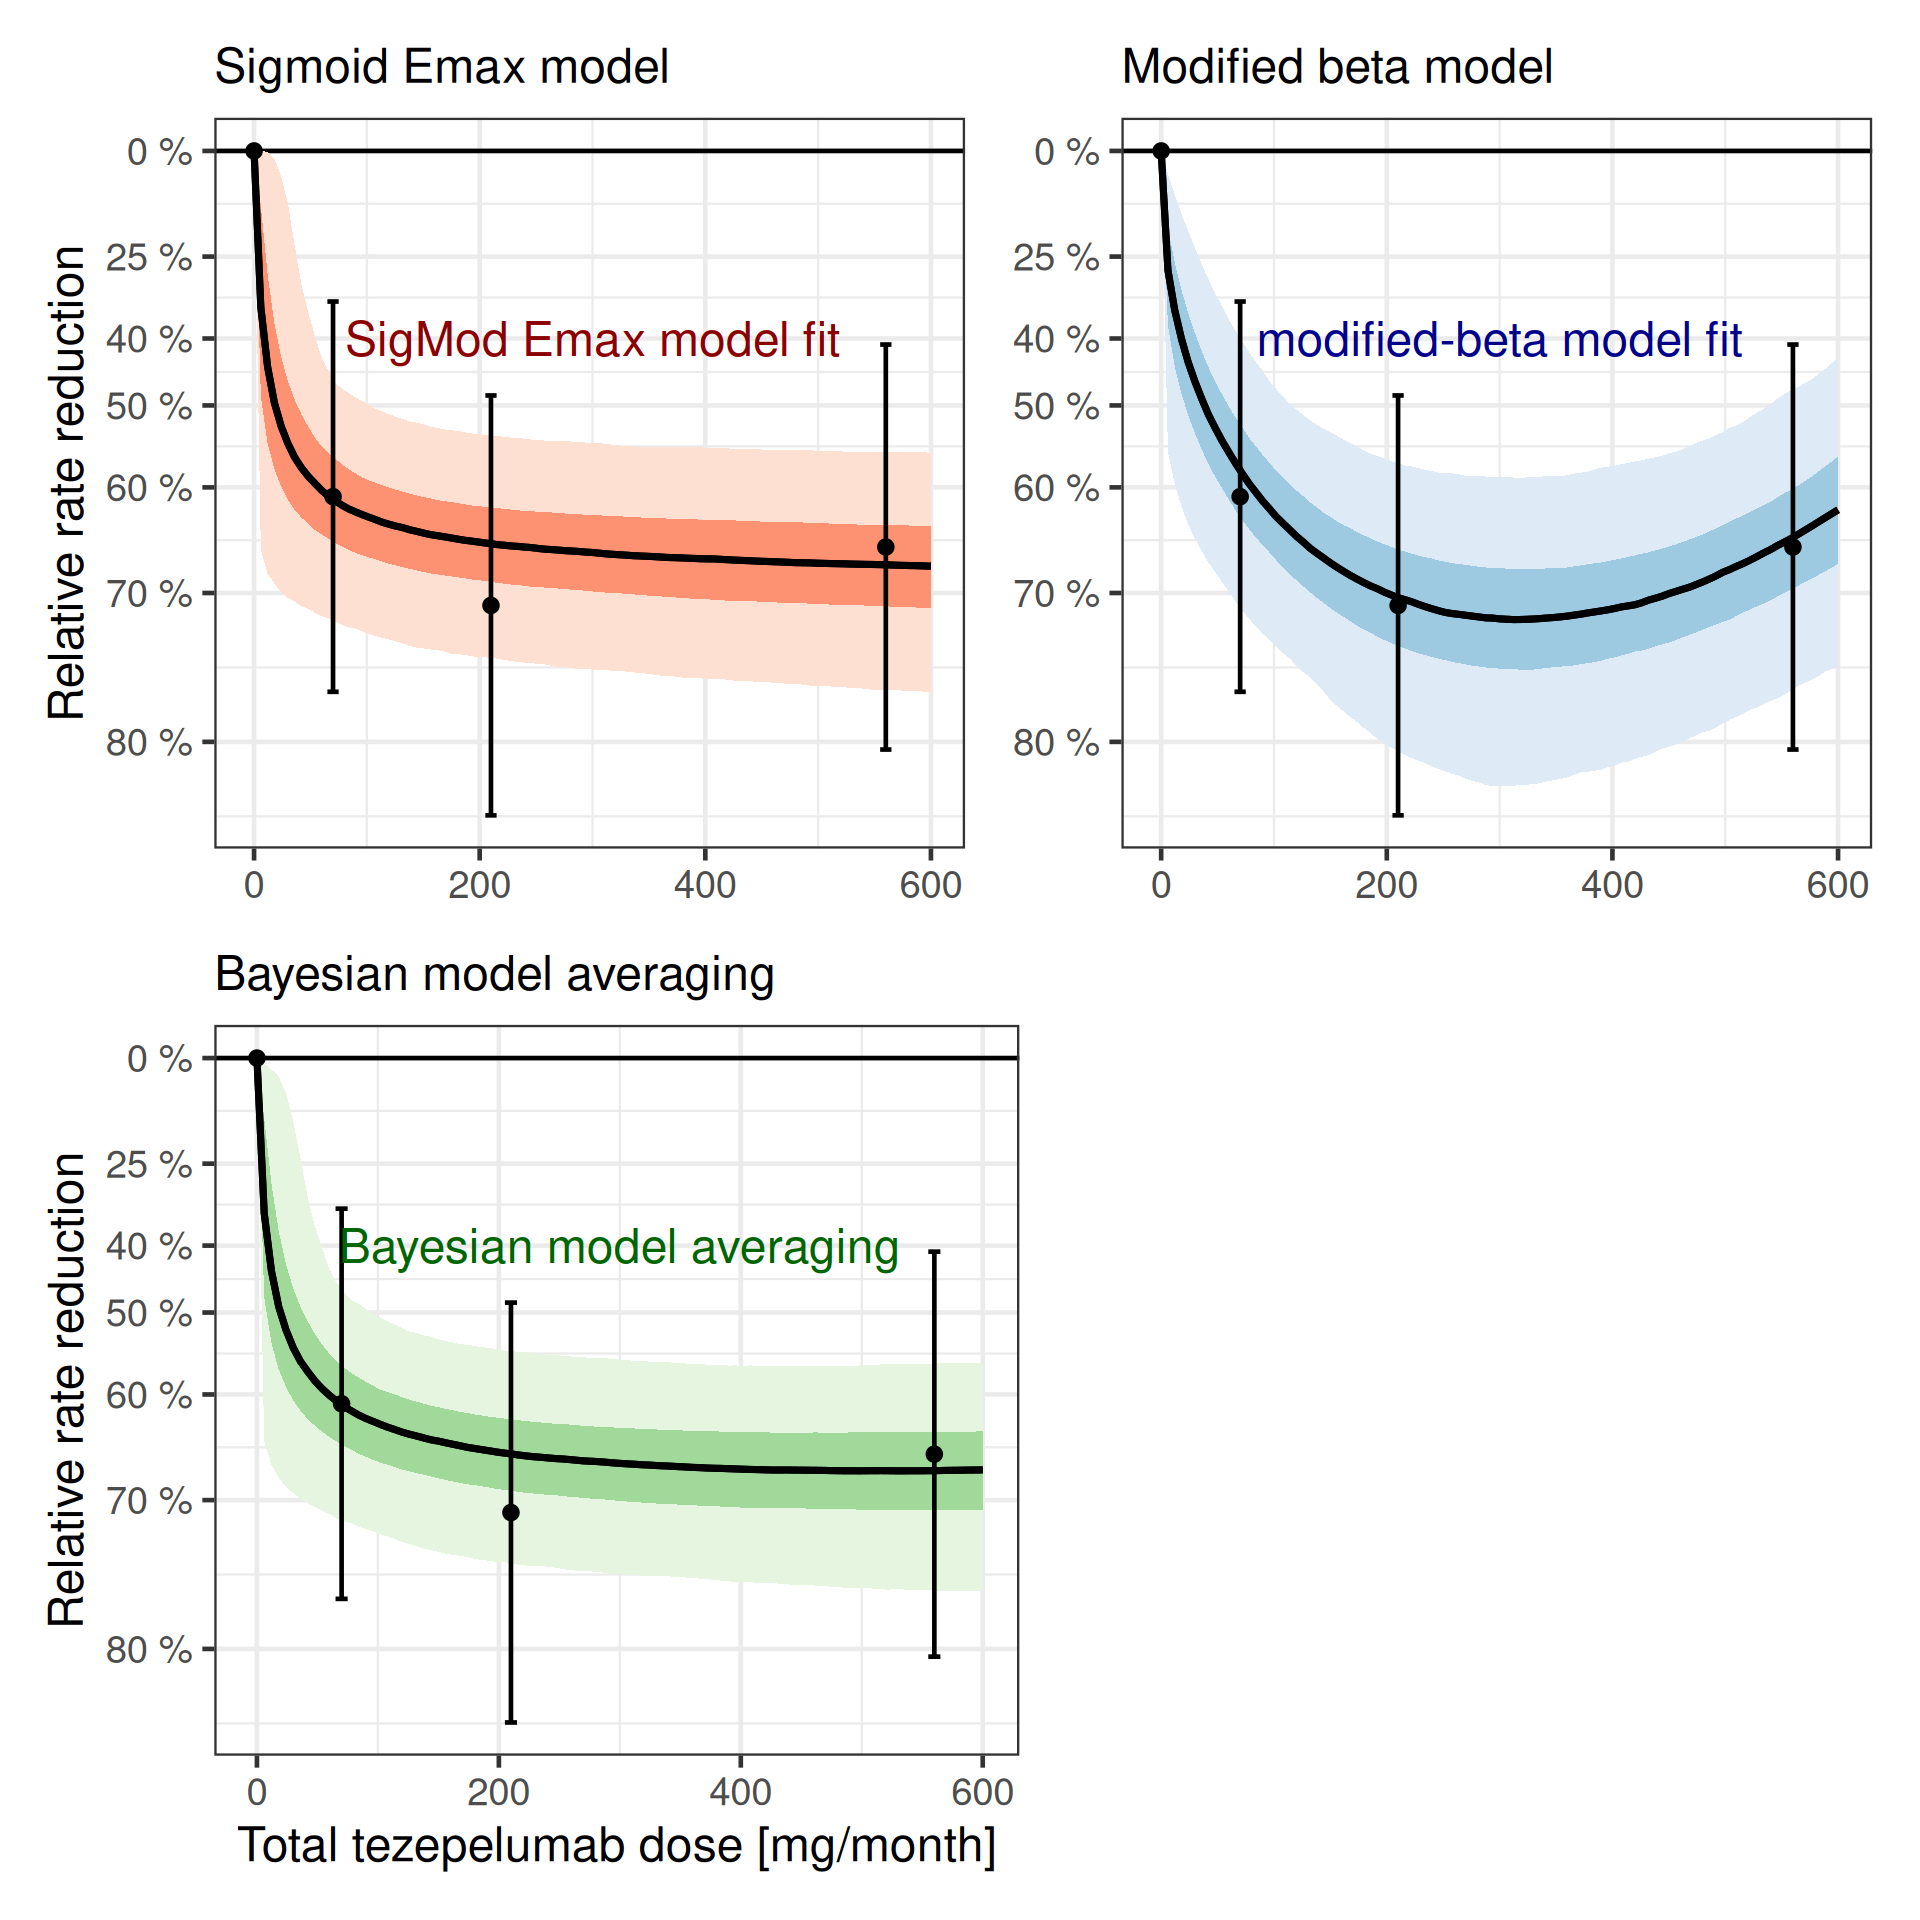 Sigmoid Emax model
Relative rate reduction
0 %
25 %
40 %
50 %
60 %
70 %
80 %
SigMod Emax model fit
0 200 400 600
Modified beta model
0 %
25 %
40 %
50 %
60 %
70 %
80 %
modified-beta model fit
0 200 400 600
Bayesian model averaging
Relative rate reduction
0 %
25 %
40 %
50 %
60 %
70 %
80 %
Bayesian model averaging
0 200 400 600
Total tezepelumab dose [mg/month]